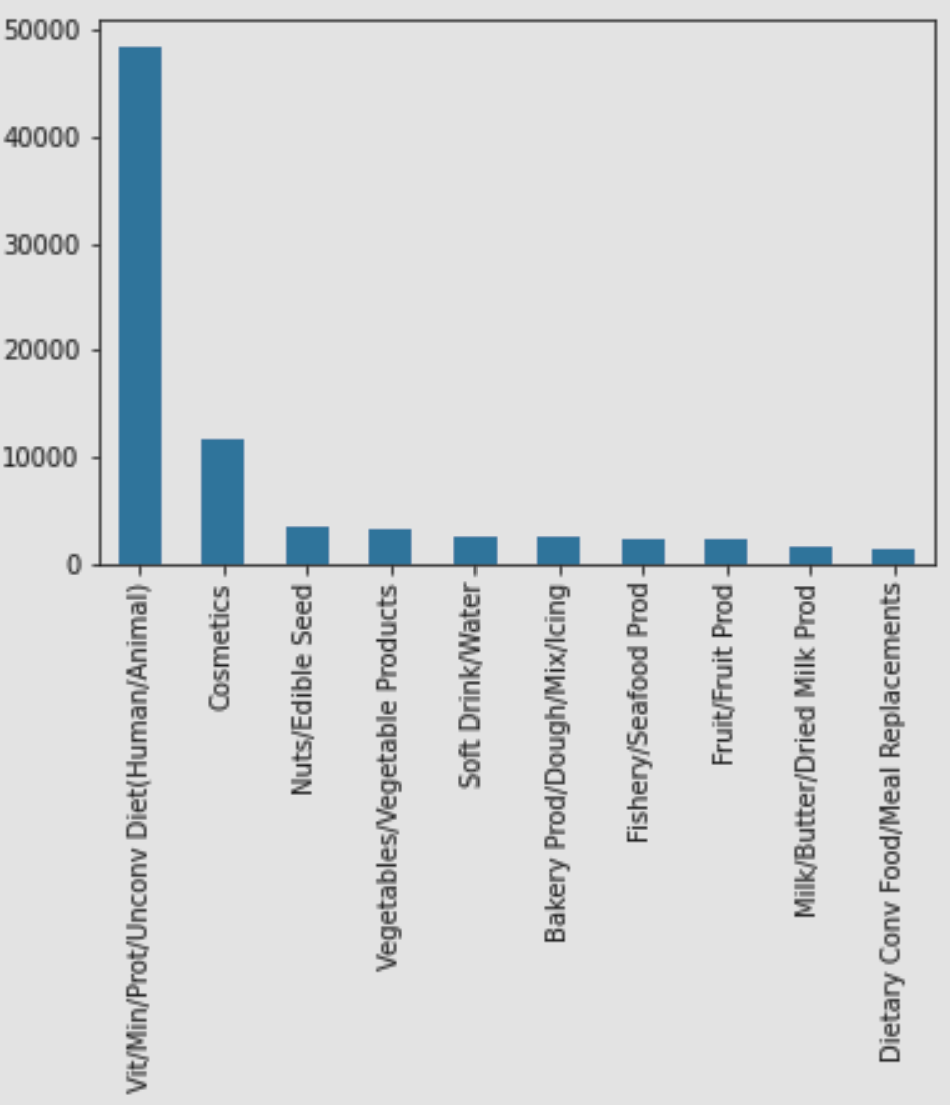 50000
40000
30000
20000
10000
0
Vit/Min/Prot/Unconv Diet(Human/Animal)
Cosmetics
Nuts/Edible Seed
Vegetables/Vegetable Products
Soft Drink/Water
Bakery Prod/Dough/Mix/Icing
Fishery/Seafood Prod
Fruit/Fruit Prod
Milk/Butter/Dried Milk Prod
Dietary Conv Food/Meal Replacements